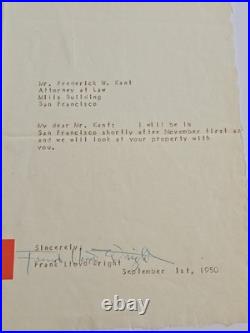 Mr. Frederick W. Kant
Attorney at Law
Mills Building
San Francisco
My dear Mr. Kant: I will be in
San Francisco shortly after November first an
and we will look at your property with
you.
Sincerely,
Frank Lloyd Wright
Frank Lloyd Wright
September 1st, 1950